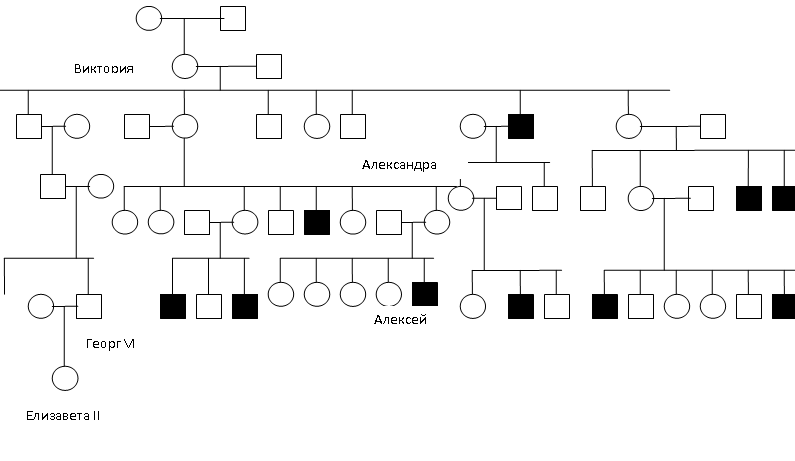 Виктория
Александра
Алексей
Георг VI
Елизавета II